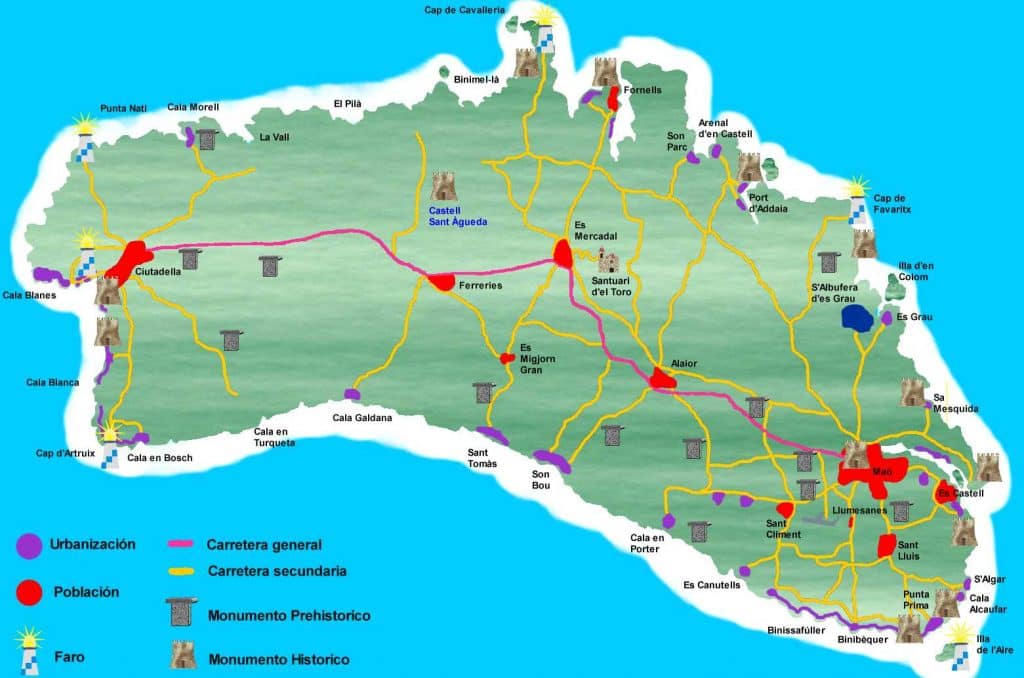 Cap de Cavalleria
Binimel-là
Fornells
El Pilà
Punta Nati
Cala Morell
La Vall
Son
Parc
Arenal
d'en Castell
Port
d'Addaia
Cap de
Favaritx
Castell
Sant Àgueda
Es
Mercadal
Santuari
d'el Toro
Ciutadella
Cala Blanes
Ferreries
S'Albufera
d'es Grau
Illa d'en
Colom
Es Grau
Es
Migjorn
Gran
Alaior
Cala Blanca
Cala Galdana
Sa
Mesquida
Cap d'Artruix
Cala en Bosch
Cala en
Turqueta
Sant
Tomàs
Son
Bou
Maó
Es Castell
Llumesanes
Sant
Climent
Cala en
Porter
Sant
Lluis
Es Canutells
S'Algar
Punta
Prima
Cala
Alcaufar
Binissafúller
Binibèquer
Illa
de l'Aire
Urbanización
Carretera general
Carretera secundaria
Población
Monumento Prehistorico
Faro
Monumento Historico